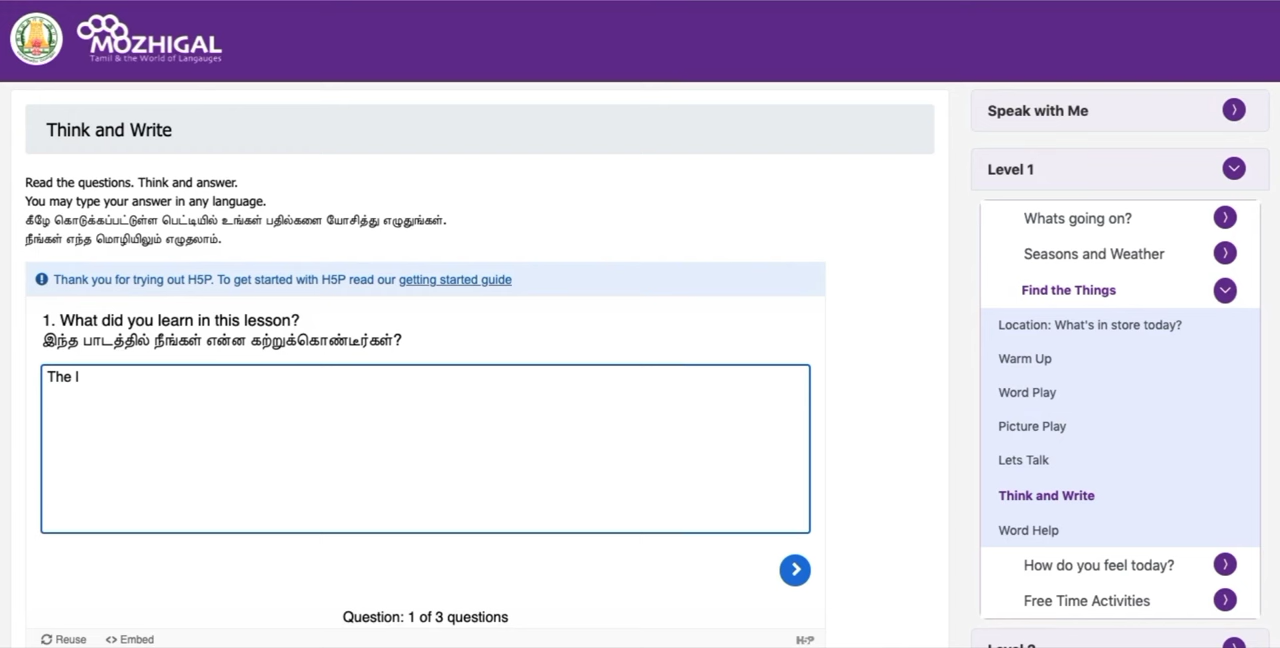 MOZHIGAL
Tamil & the World of Langauges
Think and Write
Read the questions. Think and answer.
You may type your answer in any language.
கீழே கொடுக்கப்பட்டுள்ள பெட்டியில் உங்கள் பதில்களை யோசித்து எழுதுங்கள்.
நீங்கள் எந்த மொழியிலும் எழுதலாம்.
Thank you for trying out H5P. To get started with H5P read our getting started guide
1. What did you learn in this lesson?
இந்த பாடத்தில் நீங்கள் என்ன கற்றுக்கொண்டீர்கள்?
The l
Question: 1 of 3 questions
Reuse
<> Embed
H5P
Speak with Me
Level 1
Whats going on?
Seasons and Weather
Find the Things
Location: What's in store today?
Warm Up
Word Play
Picture Play
Lets Talk
Think and Write
Word Help
How do you feel today?
Free Time Activities